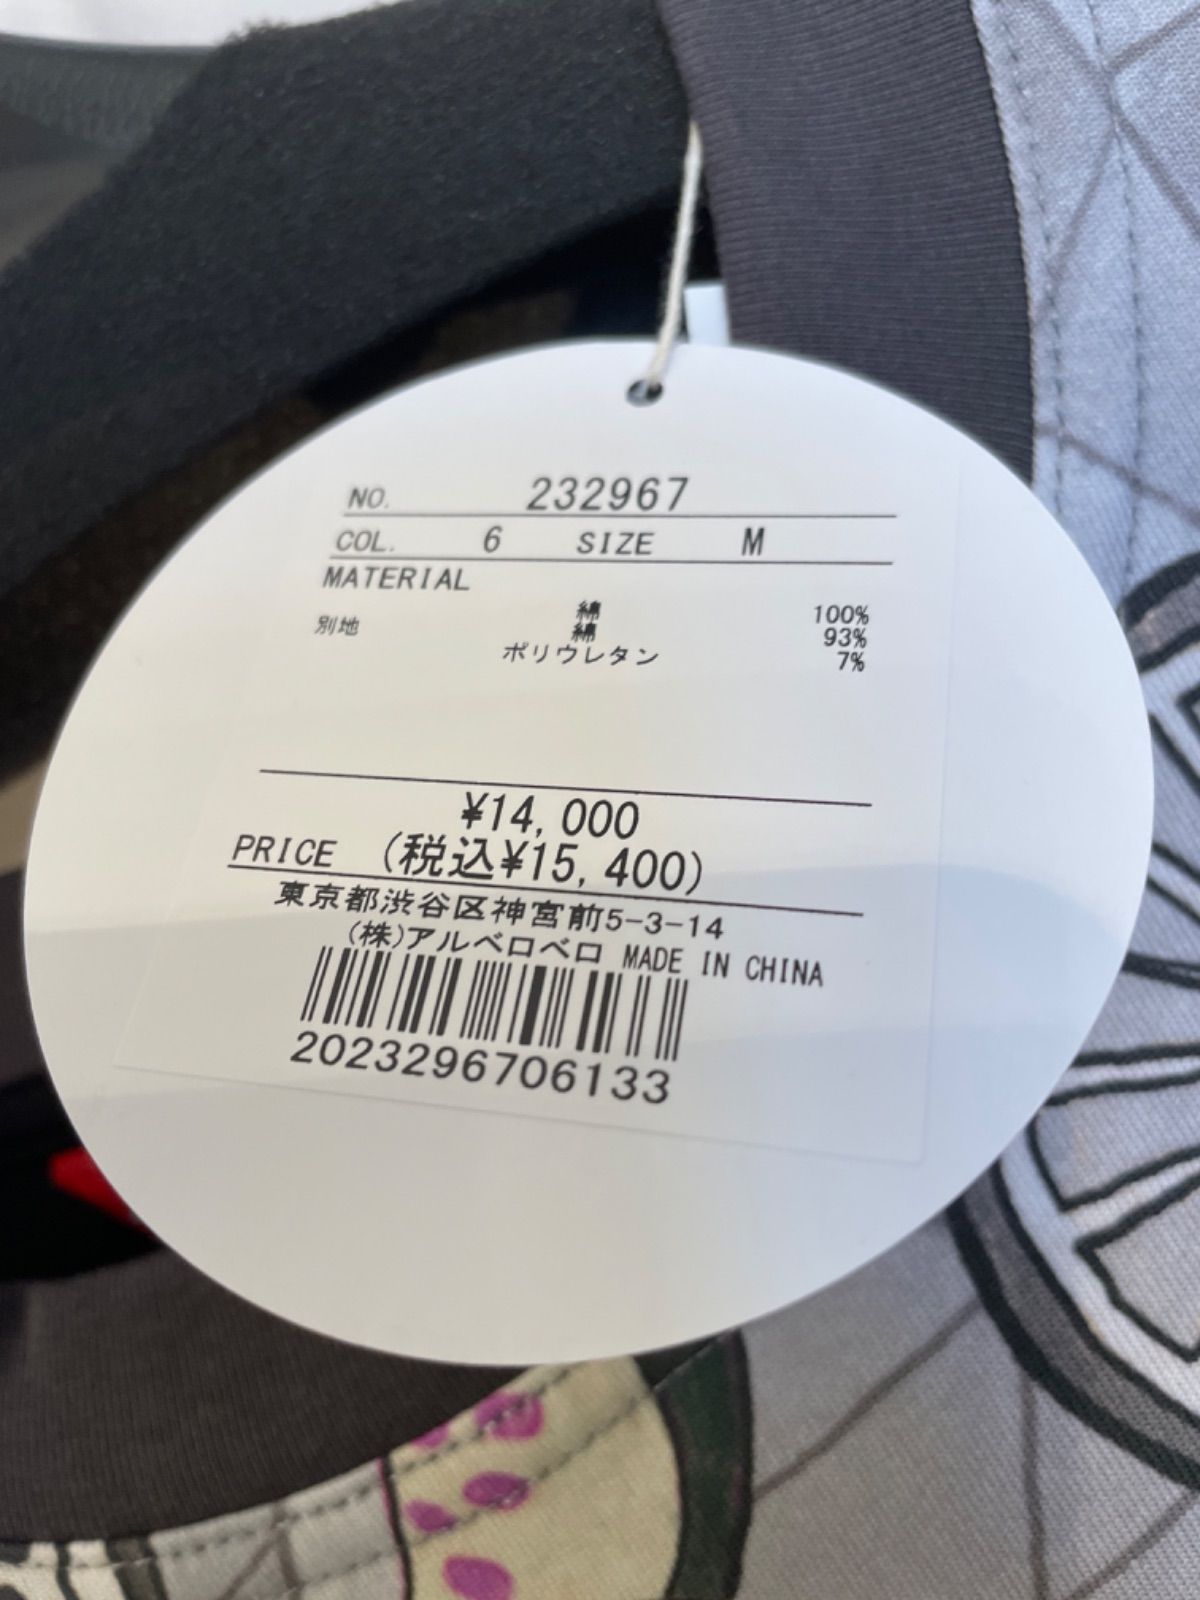 NO. 232967
COL. 6 SIZE M
MATERIAL
綿 100%
別地 綿 93%
ポリウレタン 7%
¥14,000
PRICE (税込¥15,400)
東京都渋谷区神宮前5-3-14
(株)アルベロベロ MADE IN CHINA
2023296706133